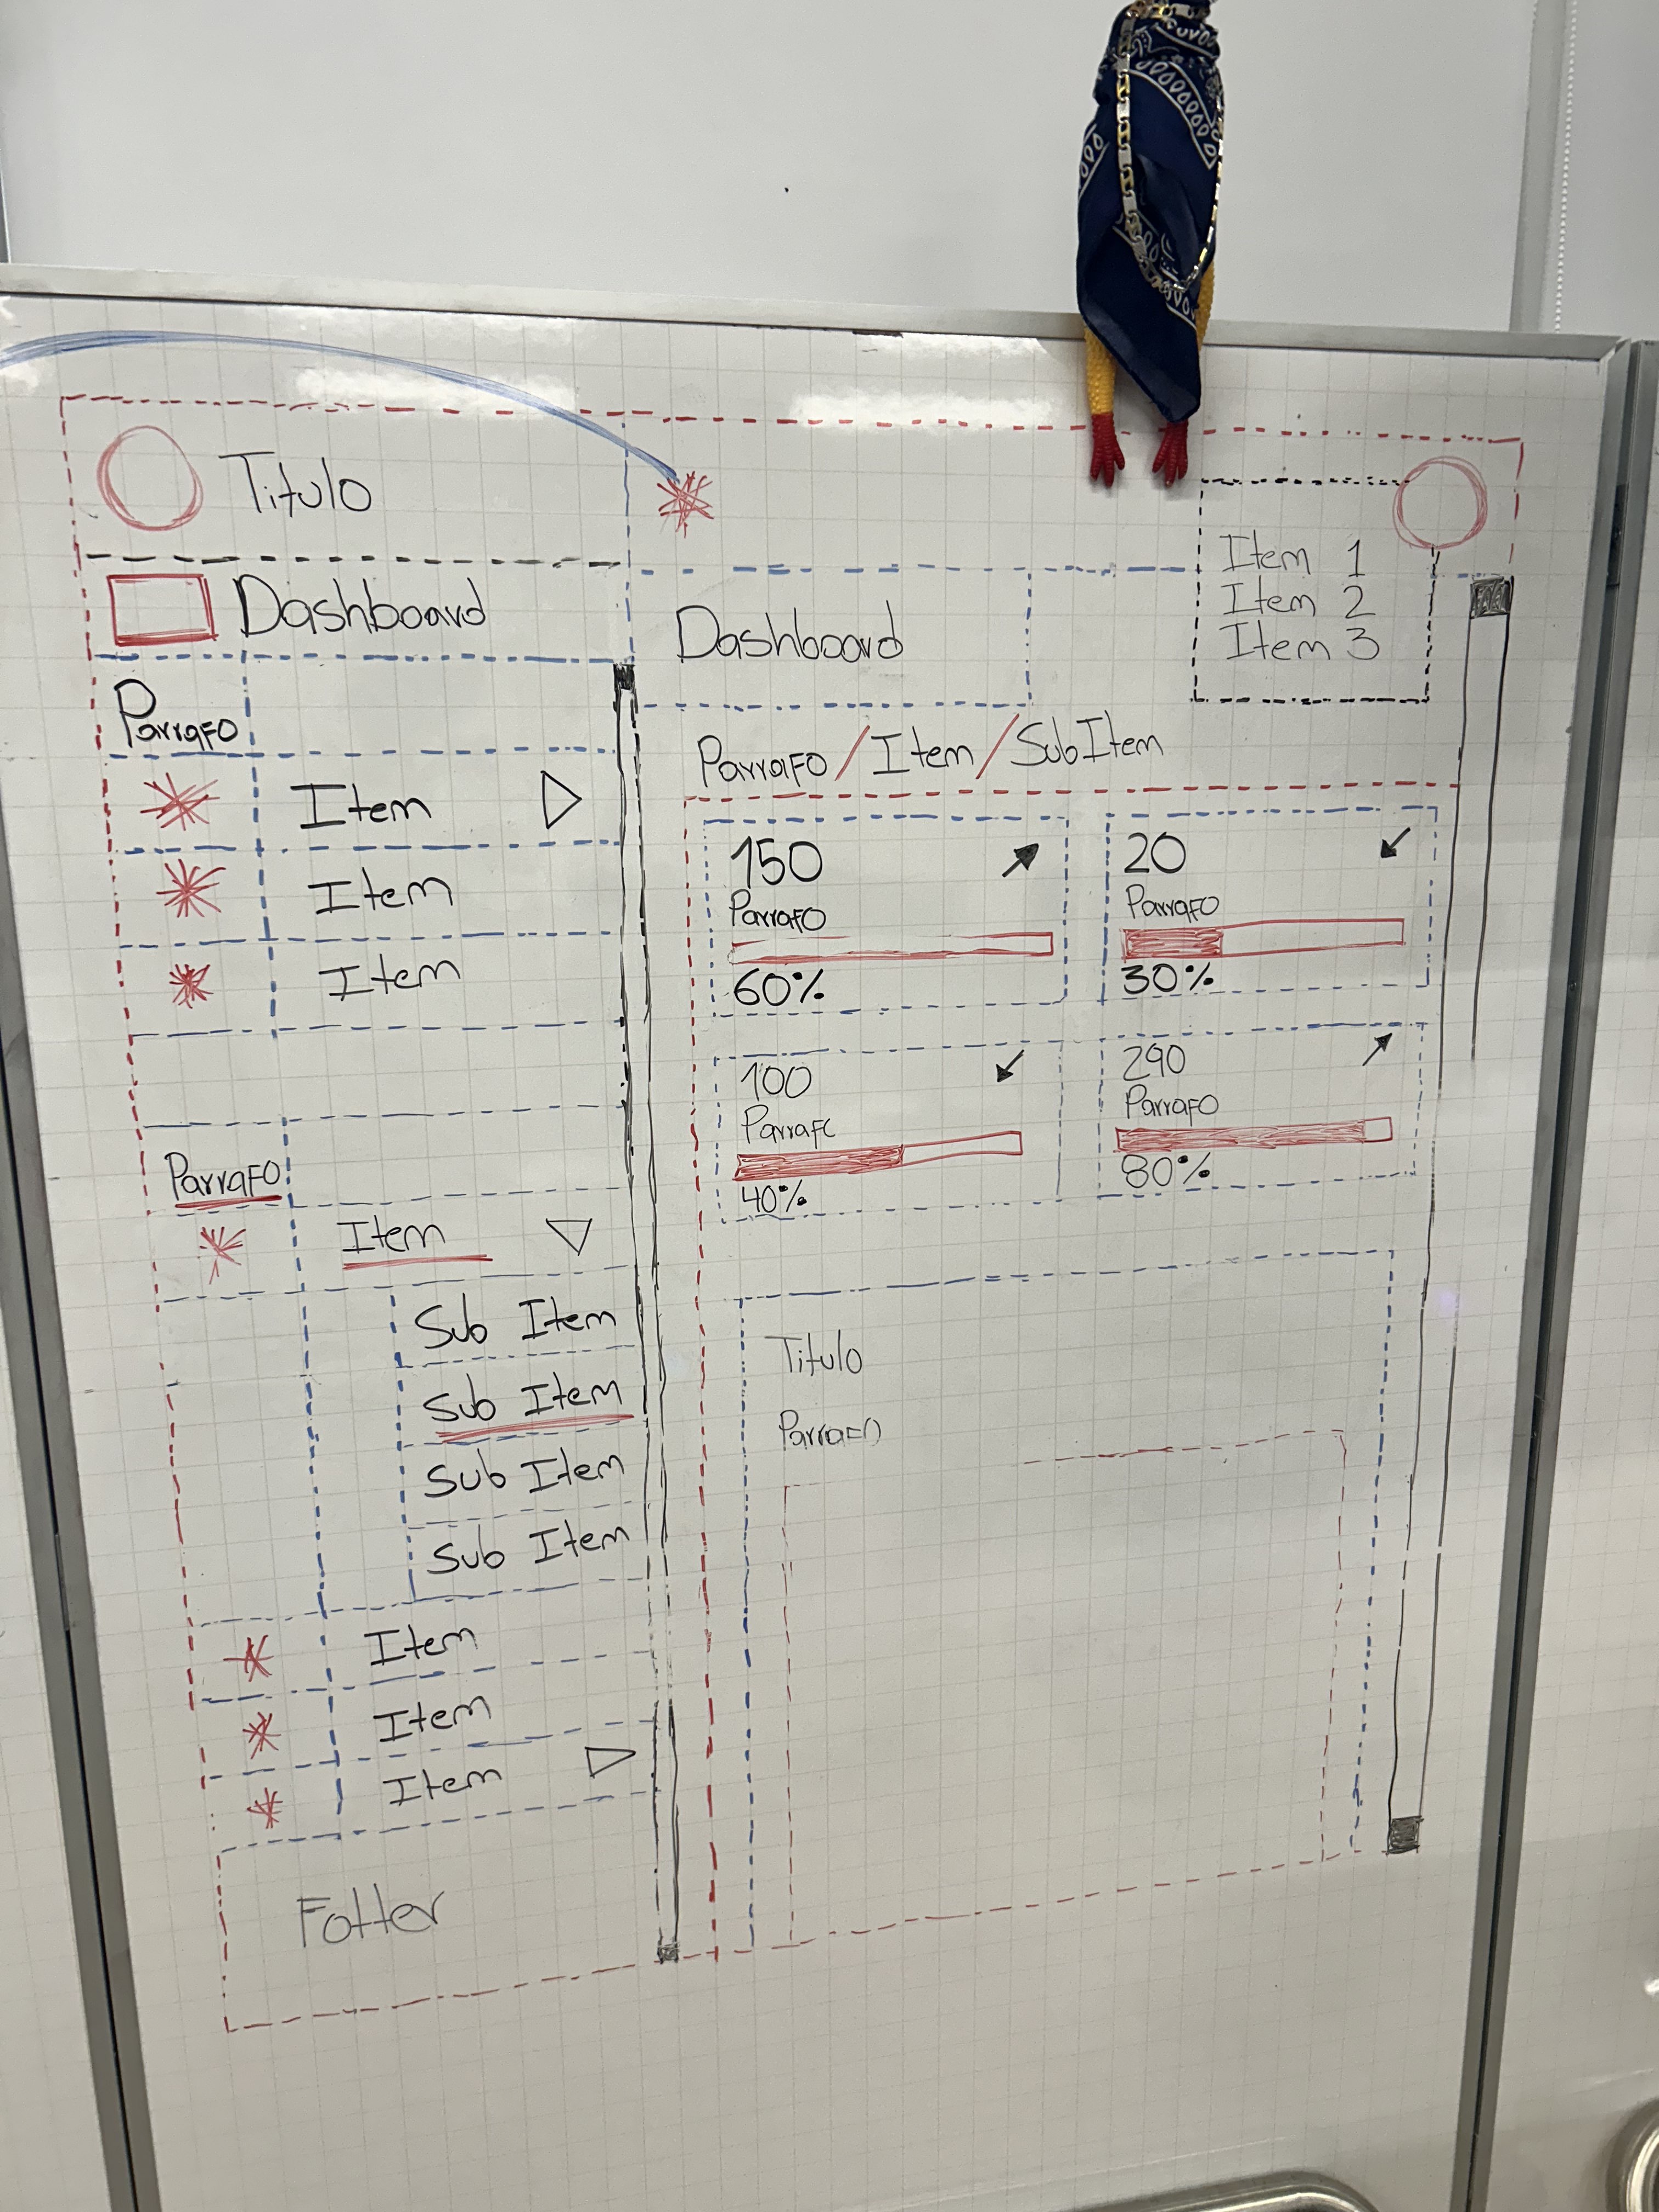 Titulo
Dashboard
Parrafo
Item
Item
Item
Parrafo
Item
Sub Item
Sub Item
Sub Item
Sub Item
Item
Item
Item
Fotter
Item 1
Item 2
Item 3
Dashboard
Parrafo / Item / SubItem
150
Parrafo
60%
20
Parrafo
30%
100
Parrafo
40%
290
Parrafo
80%
Titulo
Parrafo